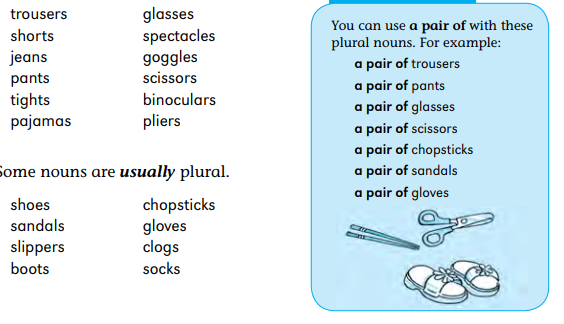 trousers glasses
shorts spectacles
jeans goggles
pants scissors
tights binoculars
pajamas pliers
Some nouns are usually plural.
shoes chopsticks
sandals gloves
slippers clogs
boots socks
You can use a pair of with these
plural nouns. For example:
a pair of trousers
a pair of pants
a pair of glasses
a pair of scissors
a pair of chopsticks
a pair of sandals
a pair of gloves